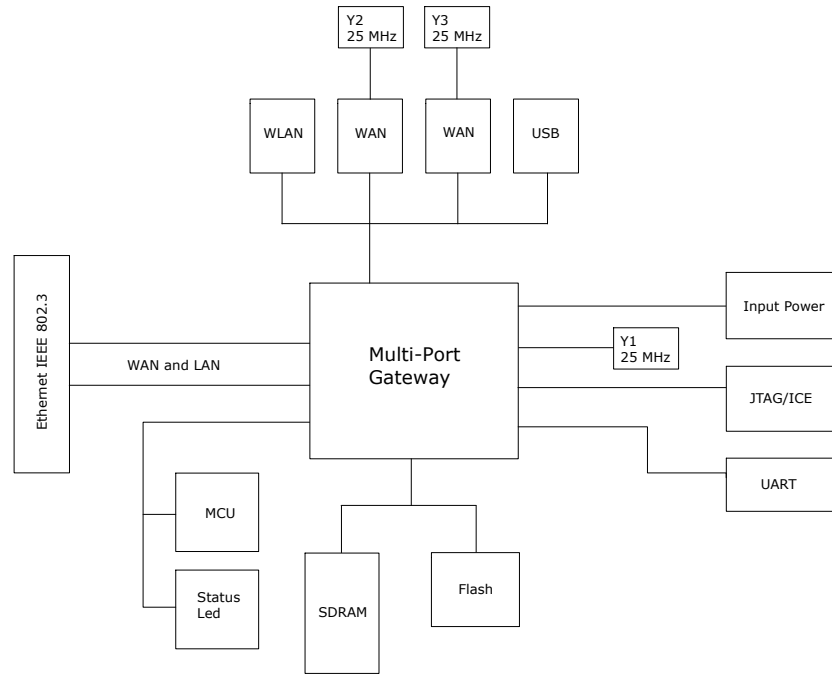 Y2
25 MHz
Y3
25 MHz
WLAN
WAN
WAN
USB
Ethernet IEEE 802.3
WAN and LAN
Multi-Port
Gateway
Input Power
Y1
25 MHz
JTAG/ICE
UART
MCU
Status
Led
SDRAM
Flash